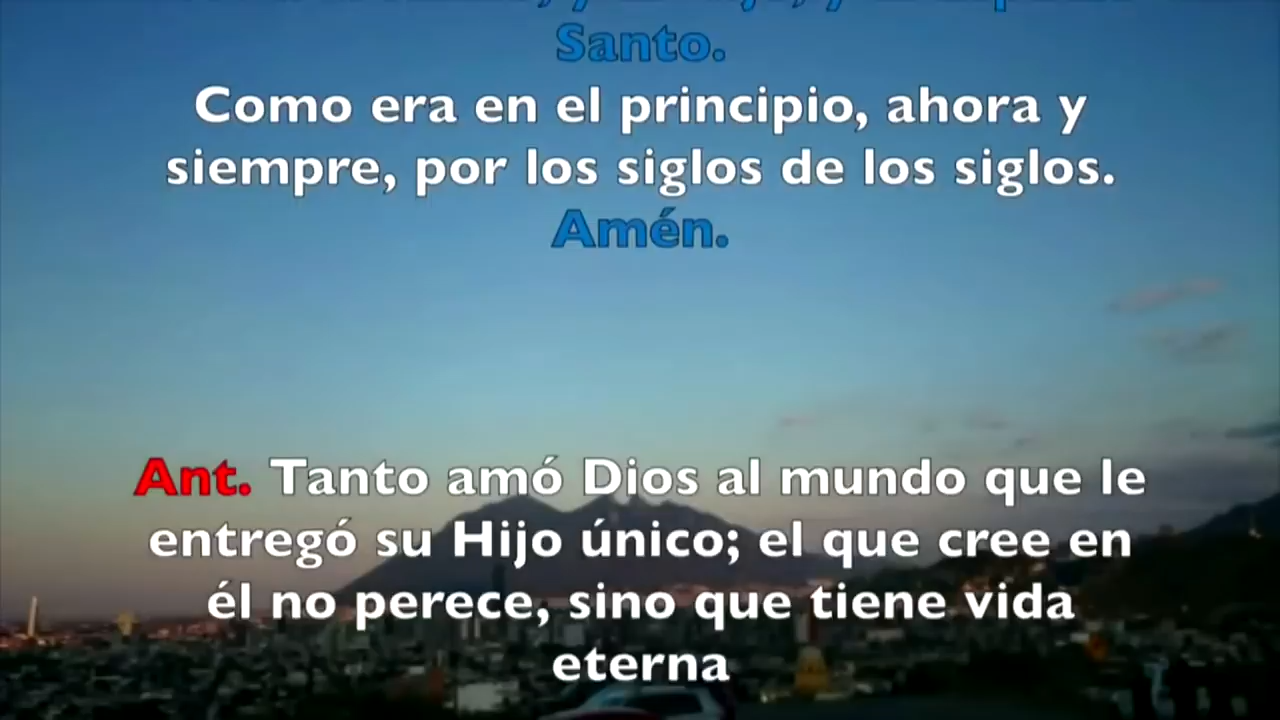 Santo.
Como era en el principio, ahora y
siempre, por los siglos de los siglos.
Amén.
Ant. Tanto amó Dios al mundo que le
entregó su Hijo único; el que cree en
él no perece, sino que tiene vida
eterna